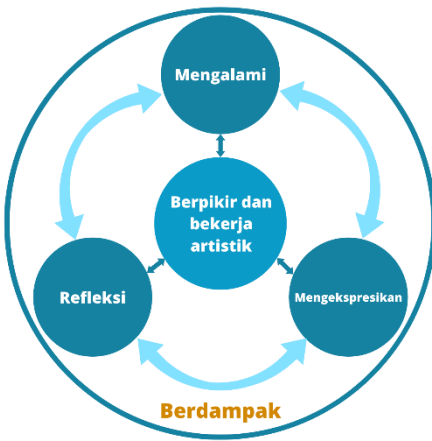 Mengalami
Berpikir dan
bekerja
artistik
Refleksi
Mengekspresikan
Berdampak